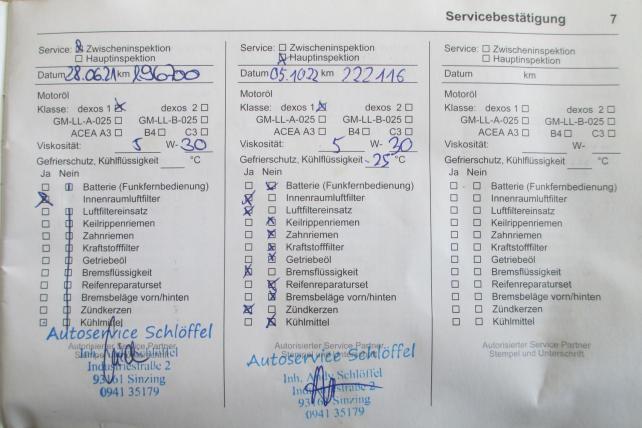 Servicebestätigung 7
Service: Zwischeninspektion
Hauptinspektion
Datum 28.06.21 km 196700
Motoröl
Klasse: dexos 1 dexos 2
GM-LL-A-025 GM-LL-B-025
ACEA A3 B4 C3
Viskosität: 5 W- 30
Gefrierschutz, Kühlflüssigkeit °C
Ja Nein
Batterie (Funkfernbedienung)
Innenraumluftfilter
Luftfiltereinsatz
Keilrippenriemen
Zahnriemen
Kraftstofffilter
Getriebeöl
Bremsflüssigkeit
Reifenreparaturset
Bremsbeläge vorn/hinten
Zündkerzen
Kühlmittel
Autoservice Schlöffel
Autorisierter Service Partner
Stempel und Unterschrift
Inh. Andy Schlöffel
Industriestraße 2
93161 Sinzing
0941 35179
Service: Zwischeninspektion
Hauptinspektion
Datum 05.10.22 km 222116
Motoröl
Klasse: dexos 1 dexos 2
GM-LL-A-025 GM-LL-B-025
ACEA A3 B4 C3
Viskosität: 5 W- 30
Gefrierschutz, Kühlflüssigkeit -25 °C
Ja Nein
Batterie (Funkfernbedienung)
Innenraumluftfilter
Luftfiltereinsatz
Keilrippenriemen
Zahnriemen
Kraftstofffilter
Getriebeöl
Bremsflüssigkeit
Reifenreparaturset
Bremsbeläge vorn/hinten
Zündkerzen
Kühlmittel
Autorisierter Service Partner
Stempel und Unterschrift
Autoservice Schlöffel
Inh. Andy Schlöffel
Industriestraße 2
93161 Sinzing
0941 35179
Service: Zwischeninspektion
Hauptinspektion
Datum km
Motoröl
Klasse: dexos 1 dexos 2
GM-LL-A-025 GM-LL-B-025
ACEA A3 B4 C3
Viskosität: W-
Gefrierschutz, Kühlflüssigkeit °C
Ja Nein
Batterie (Funkfernbedienung)
Innenraumluftfilter
Luftfiltereinsatz
Keilrippenriemen
Zahnriemen
Kraftstofffilter
Getriebeöl
Bremsflüssigkeit
Reifenreparaturset
Bremsbeläge vorn/hinten
Zündkerzen
Kühlmittel
Autorisierter Service Partner
Stempel und Unterschrift